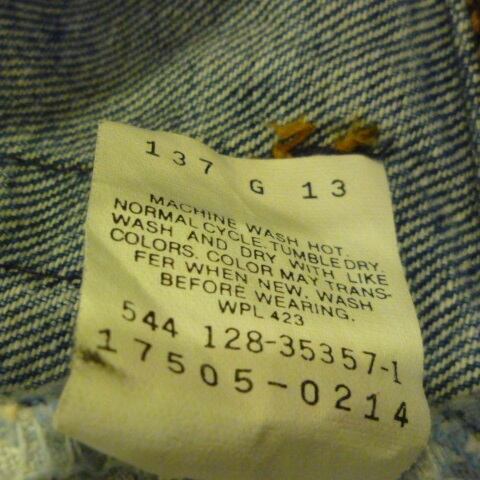 137 G 13
MACHINE WASH HOT,
NORMAL CYCLE. TUMBLE DRY.
WASH AND DRY WITH LIKE
COLORS. COLOR MAY TRANS-
FER WHEN NEW, WASH
BEFORE WEARING.
WPL 423
544 128-35357-1
17505-0214